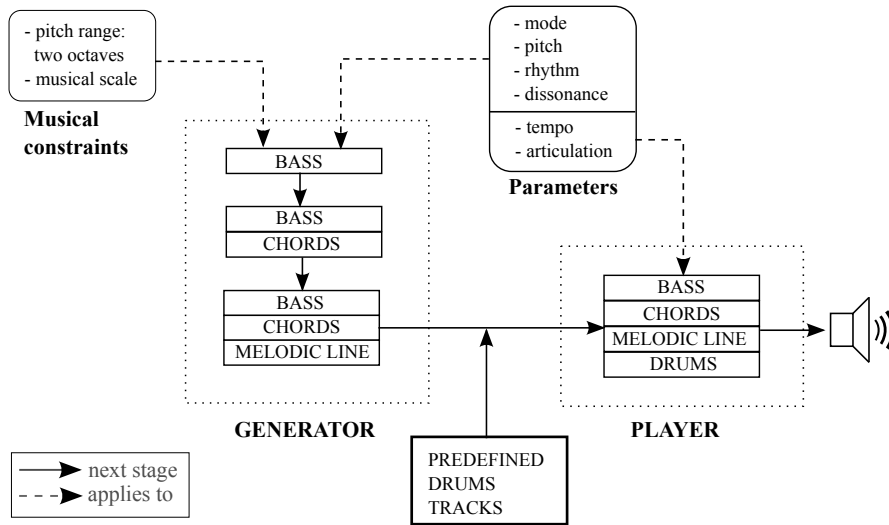 - pitch range:
two octaves
- musical scale
Musical
constraints
- mode
- pitch
- rhythm
- dissonance
- tempo
- articulation
Parameters
BASS
BASS
CHORDS
BASS
CHORDS
MELODIC LINE
GENERATOR
BASS
CHORDS
MELODIC LINE
DRUMS
PLAYER
PREDEFINED
DRUMS
TRACKS
next stage
applies to